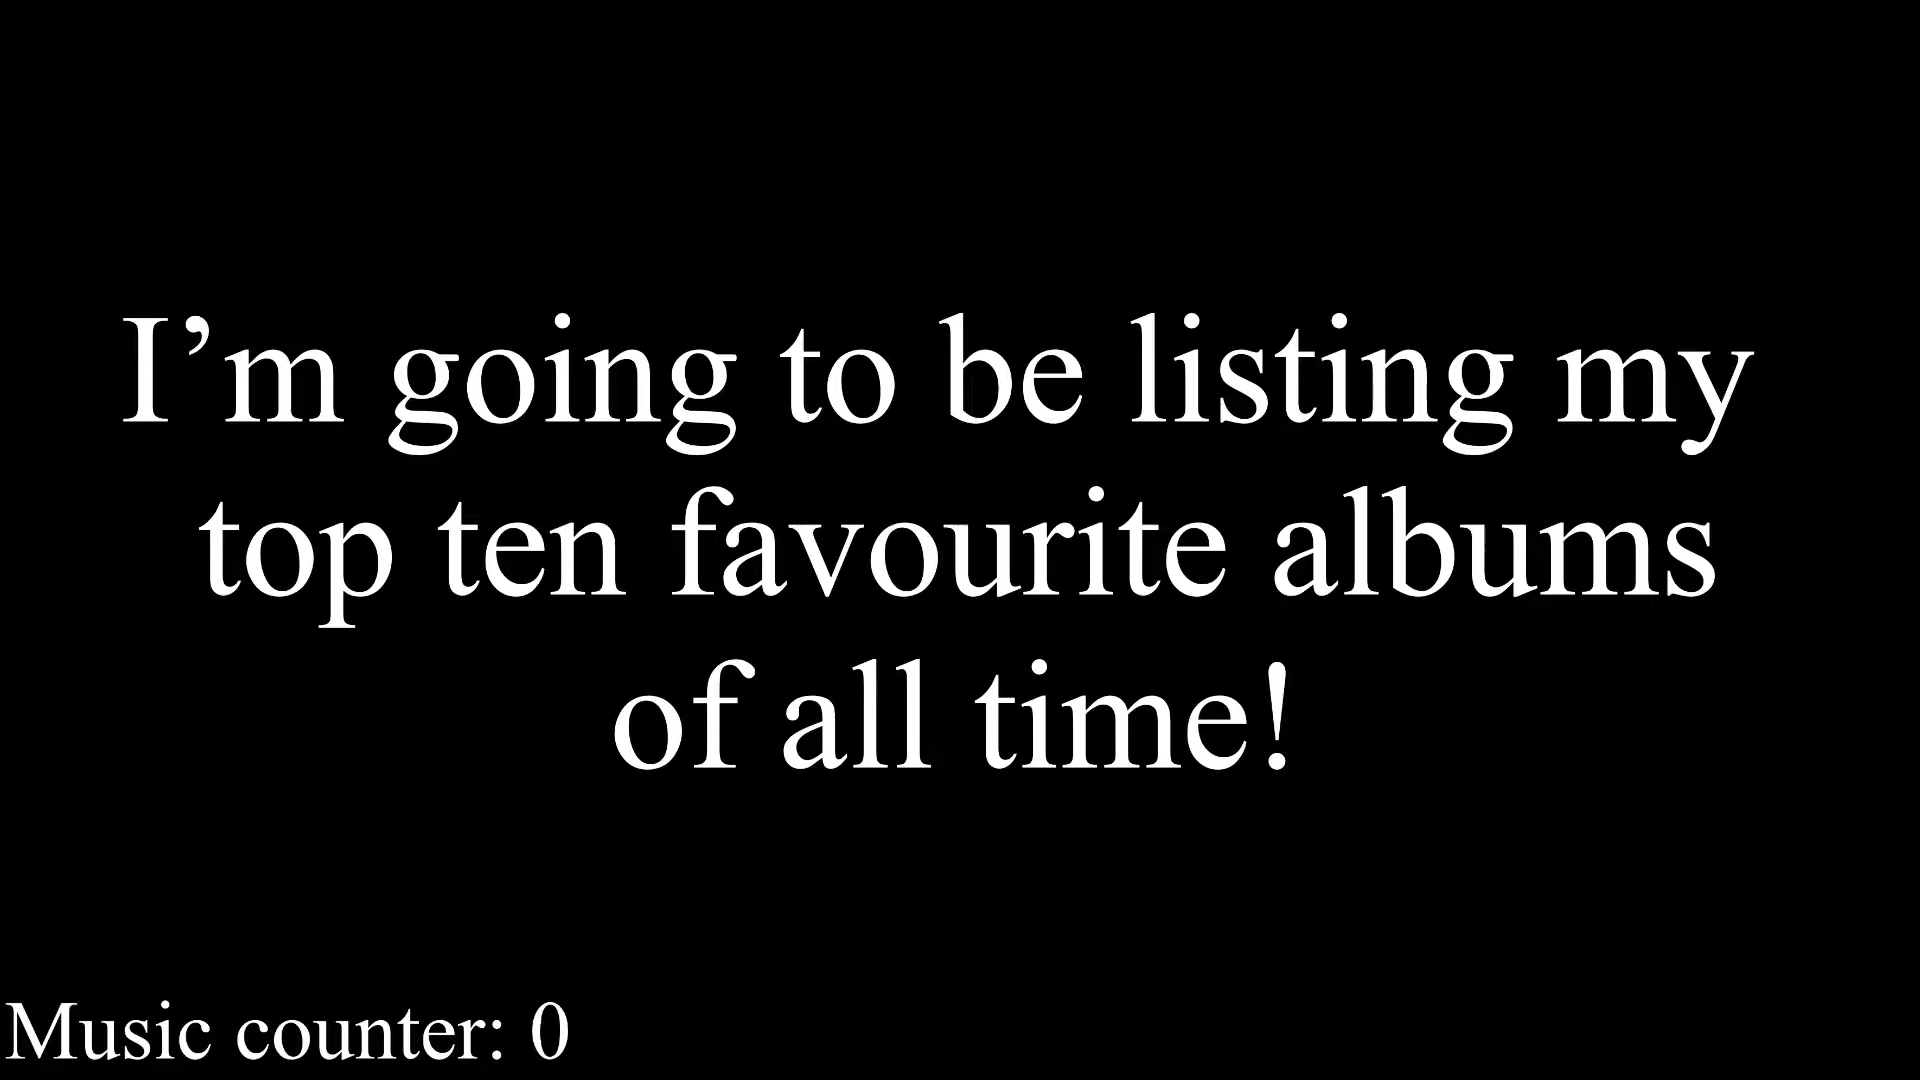 I’m going to be listing my
top ten favourite albums
of all time!
Music counter: 0